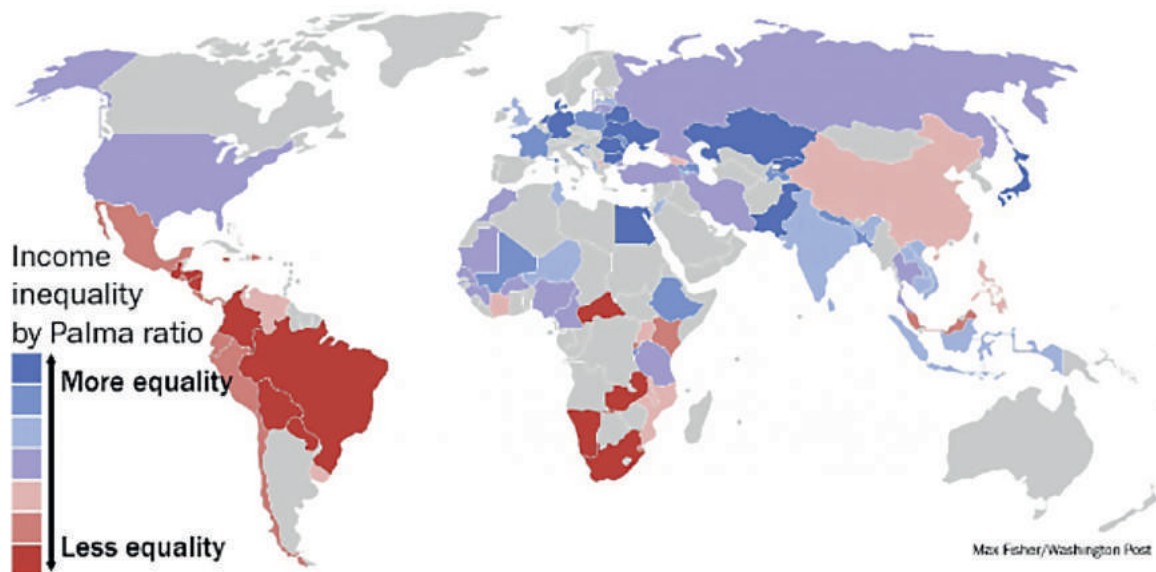 Income
inequality
by Palma ratio
More equality
Less equality
Max Fisher/Washington Post